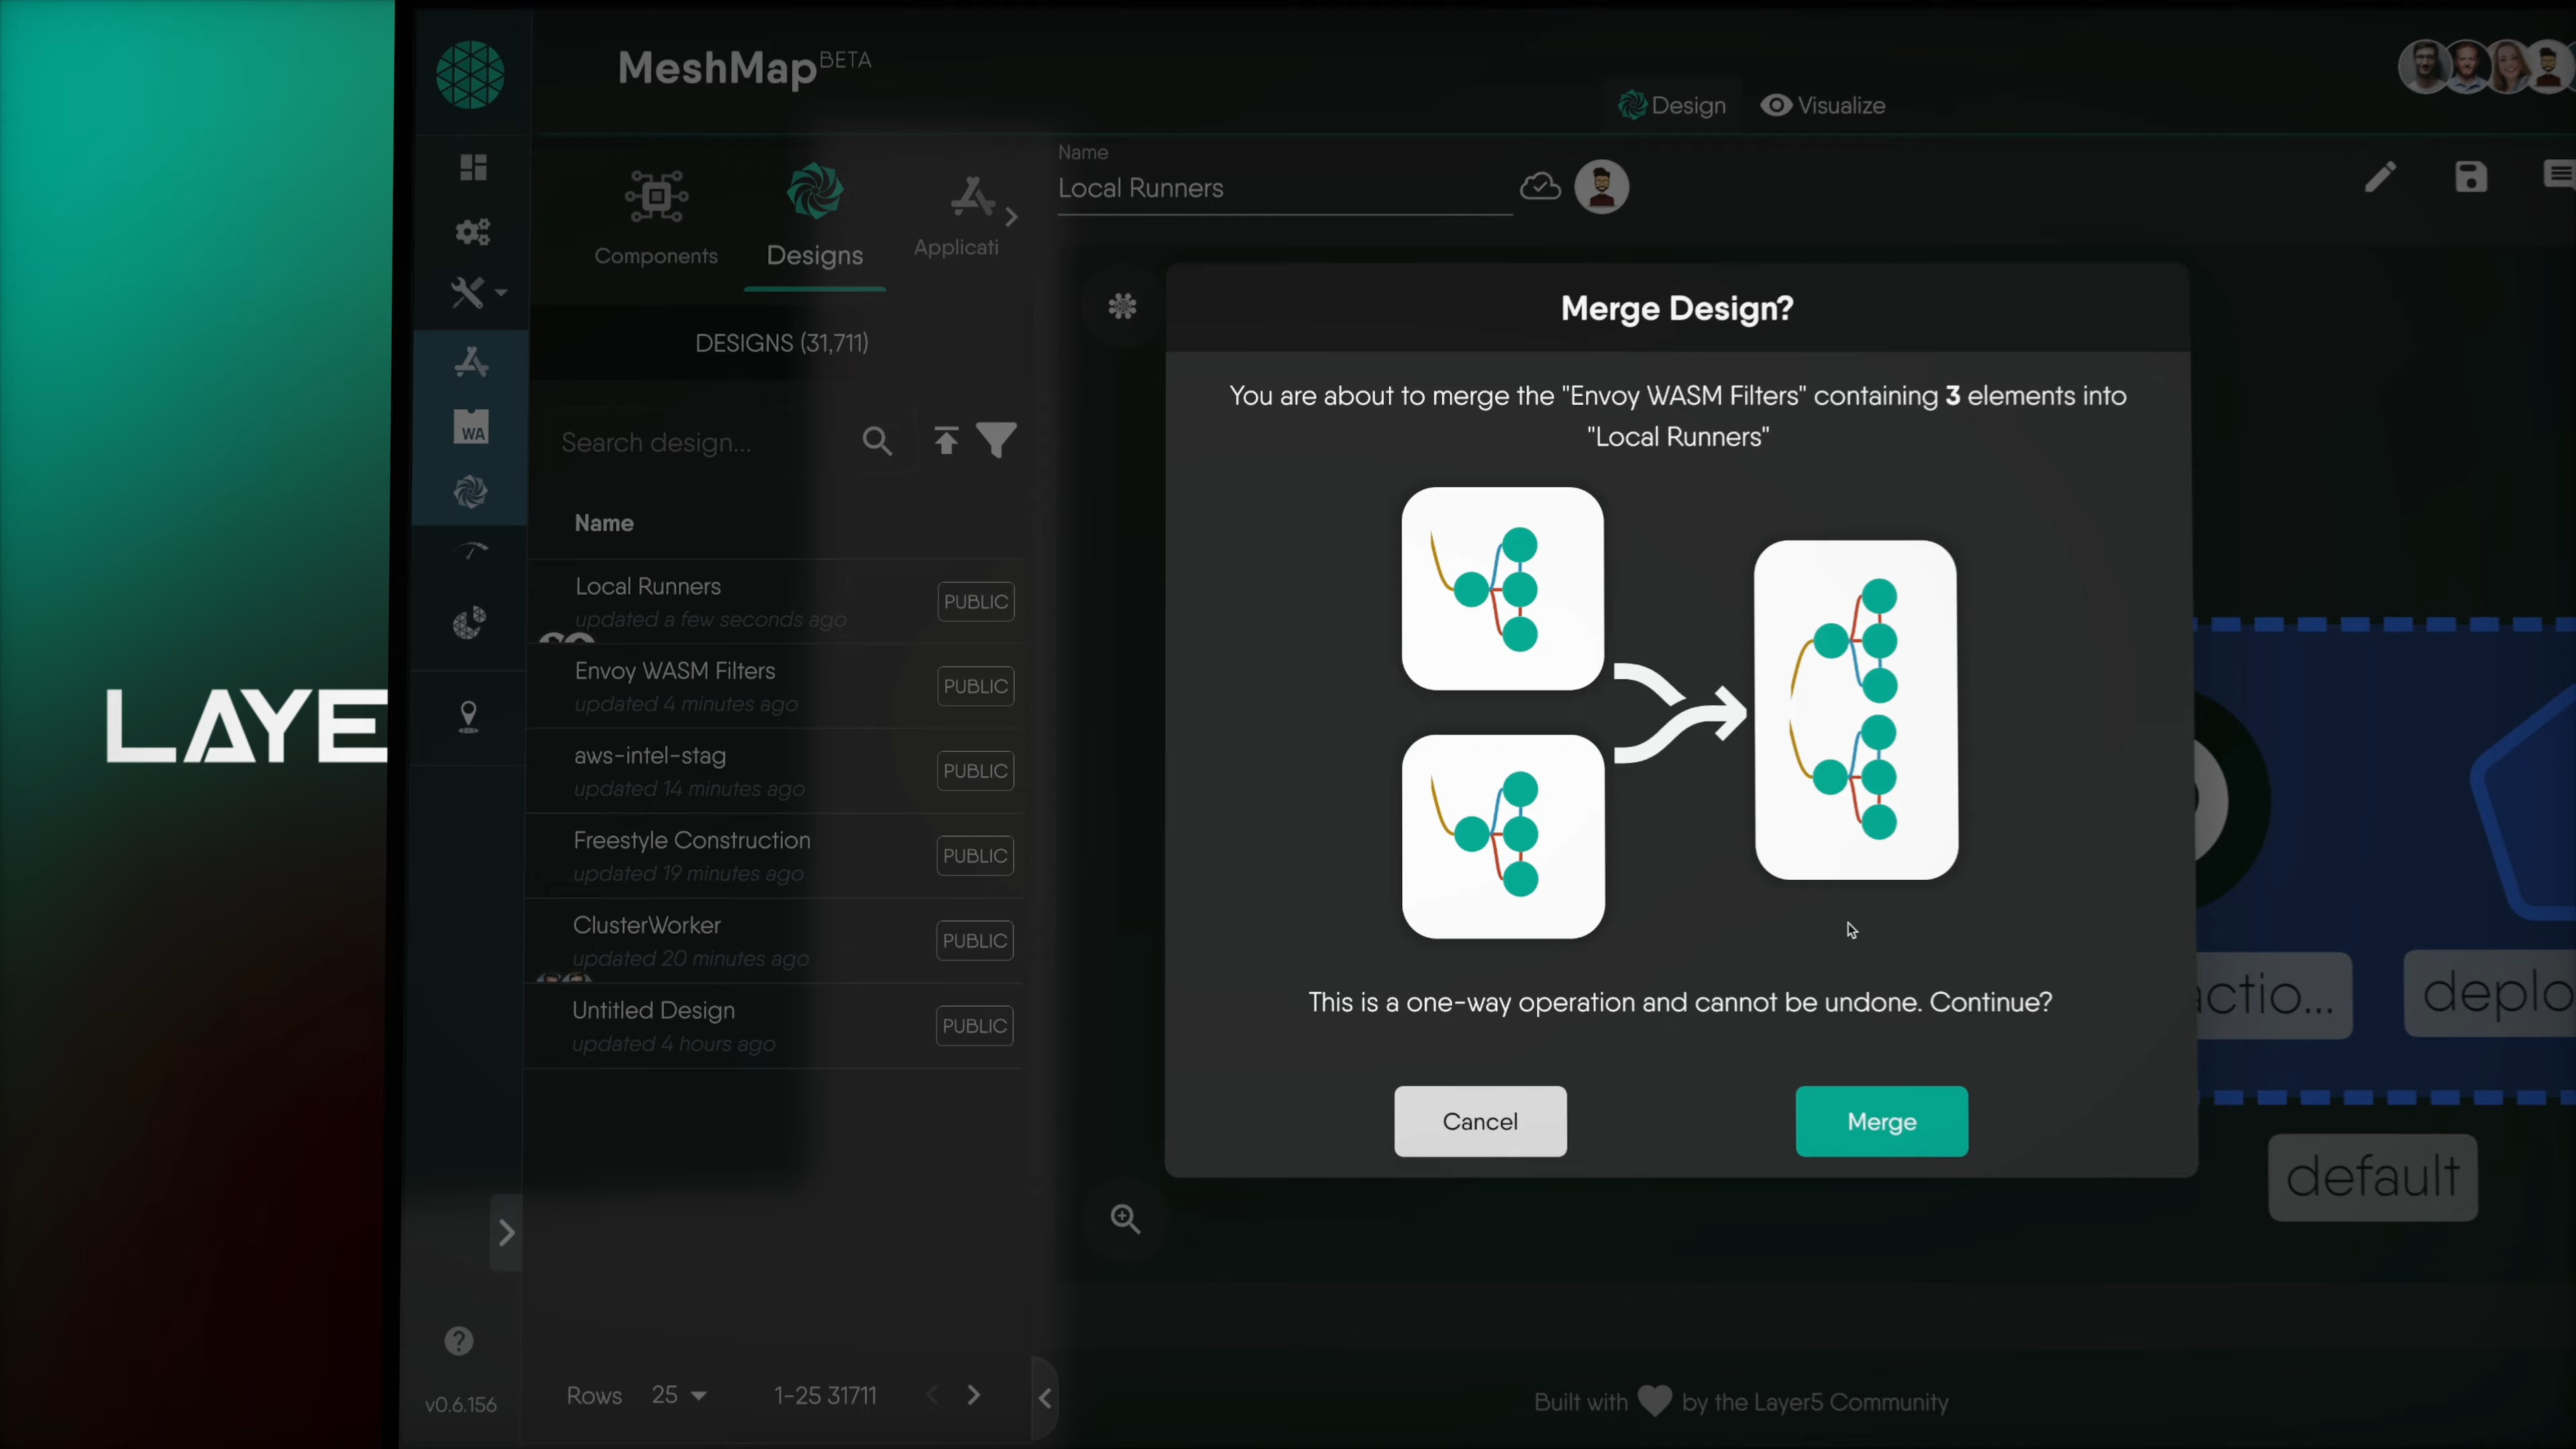 LAYE
MeshMap BETA
Design
Visualize
Components
Designs
Applicati
Name
Local Runners
DESIGNS (31,711)
Search design...
WA
Name
Local Runners
PUBLIC
updated a few seconds ago
Envoy WASM Filters
PUBLIC
updated 4 minutes ago
aws-intel-stag
PUBLIC
updated 14 minutes ago
Freestyle Construction
PUBLIC
updated 19 minutes ago
ClusterWorker
PUBLIC
updated 20 minutes ago
Untitled Design
PUBLIC
updated 4 hours ago
Merge Design?
You are about to merge the "Envoy WASM Filters" containing 3 elements into
"Local Runners"
This is a one-way operation and cannot be undone. Continue?
Cancel
Merge
actio...
deplo
default
v0.6.156
Rows 25
1-25 31711
Built with by the Layer5 Community